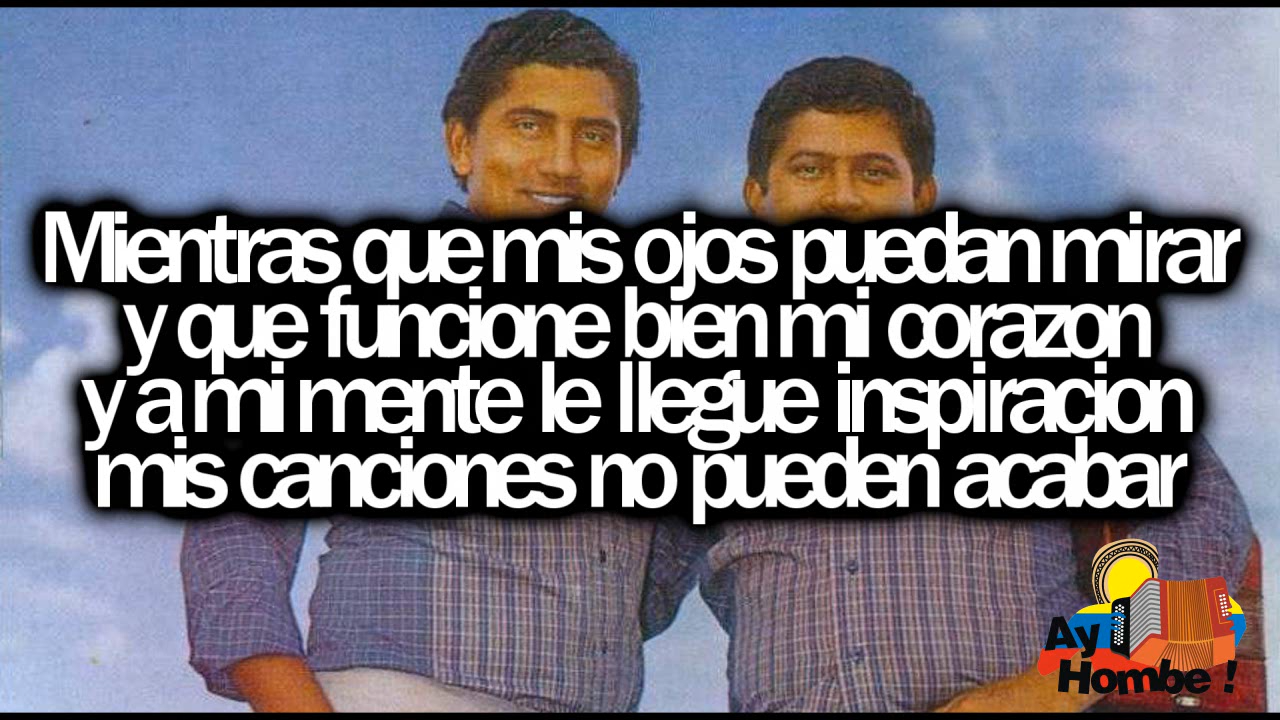 Mientras que mis ojos puedan mirar
y que funcione bien mi corazon
y a mi mente le llegue inspiracion
mis canciones no pueden acabar
Ay
Hombe !